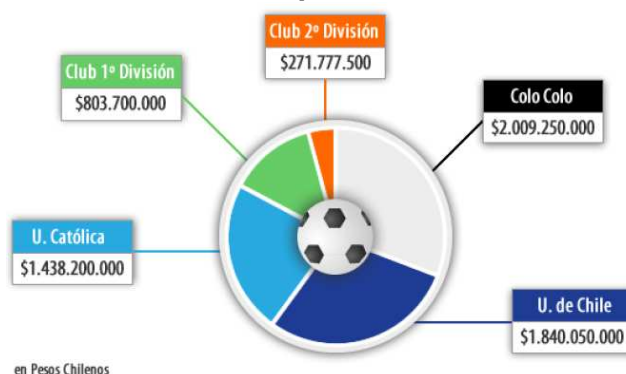 Club 2º División
$271.777.500
Club 1º División
$803.700.000
Colo Colo
$2.009.250.000
U. Católica
$1.438.200.000
U. de Chile
$1.840.050.000
en Pesos Chilenos